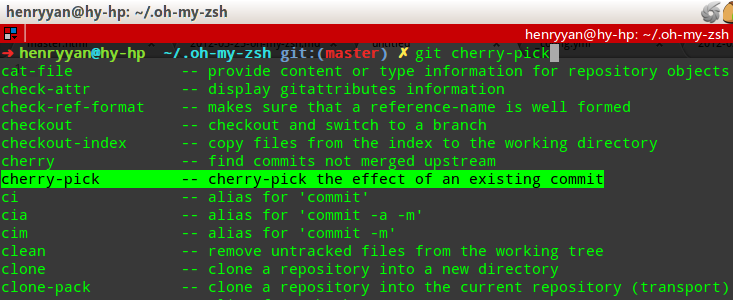 henryyan@hy-hp: ~/.oh-my-zsh
henryyan@hy-hp: ~/.oh-my-zsh
➜ henryyan@hy-hp ~/.oh-my-zsh git:(master) ✗ git cherry-pick
cat-file -- provide content or type information for repository objects
check-attr -- display gitattributes information
check-ref-format -- makes sure that a reference-name is well formed
checkout -- checkout and switch to a branch
checkout-index -- copy files from the index to the working directory
cherry -- find commits not merged upstream
cherry-pick -- cherry-pick the effect of an existing commit
ci -- alias for 'commit'
cia -- alias for 'commit -a -m'
cim -- alias for 'commit -m'
clean -- remove untracked files from the working tree
clone -- clone a repository into a new directory
clone-pack -- clone a repository into the current repository (transport)